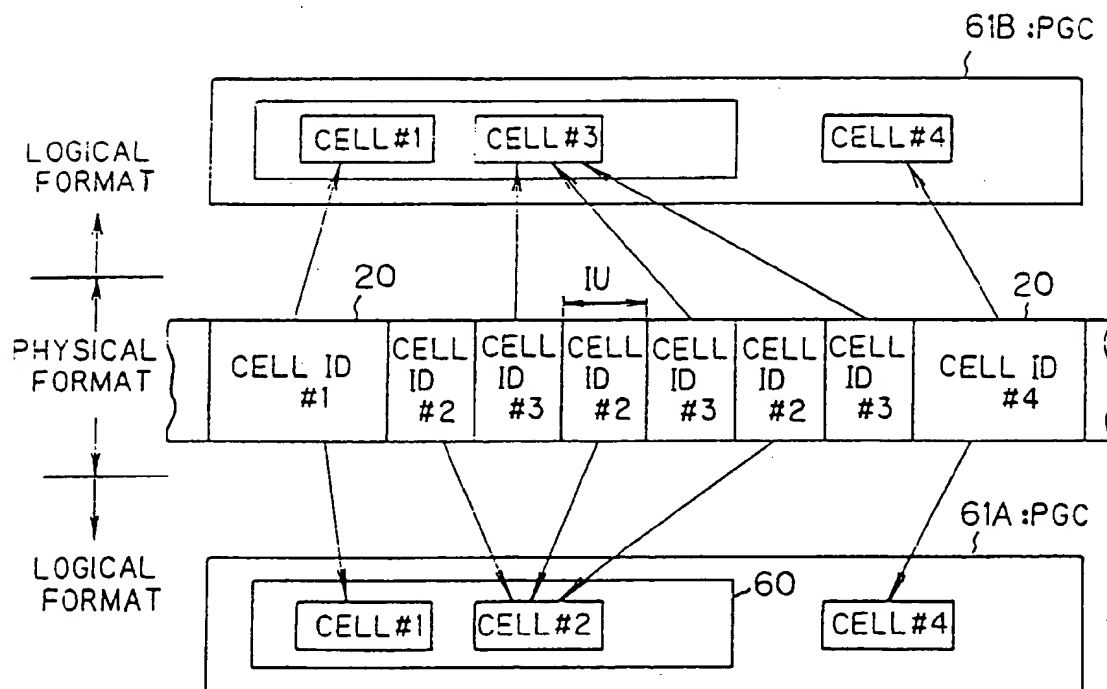 61B :PGC
CELL#1
CELL#3
CELL#4
LOGICAL
FORMAT
20
IU
20
PHYSICAL
FORMAT
CELL ID
#1
CELL
ID
#2
CELL
ID
#3
CELL
ID
#2
CELL
ID
#3
CELL
ID
#2
CELL
ID
#3
CELL ID
#4
61A :PGC
LOGICAL
FORMAT
60
CELL#1
CELL#2
CELL#4